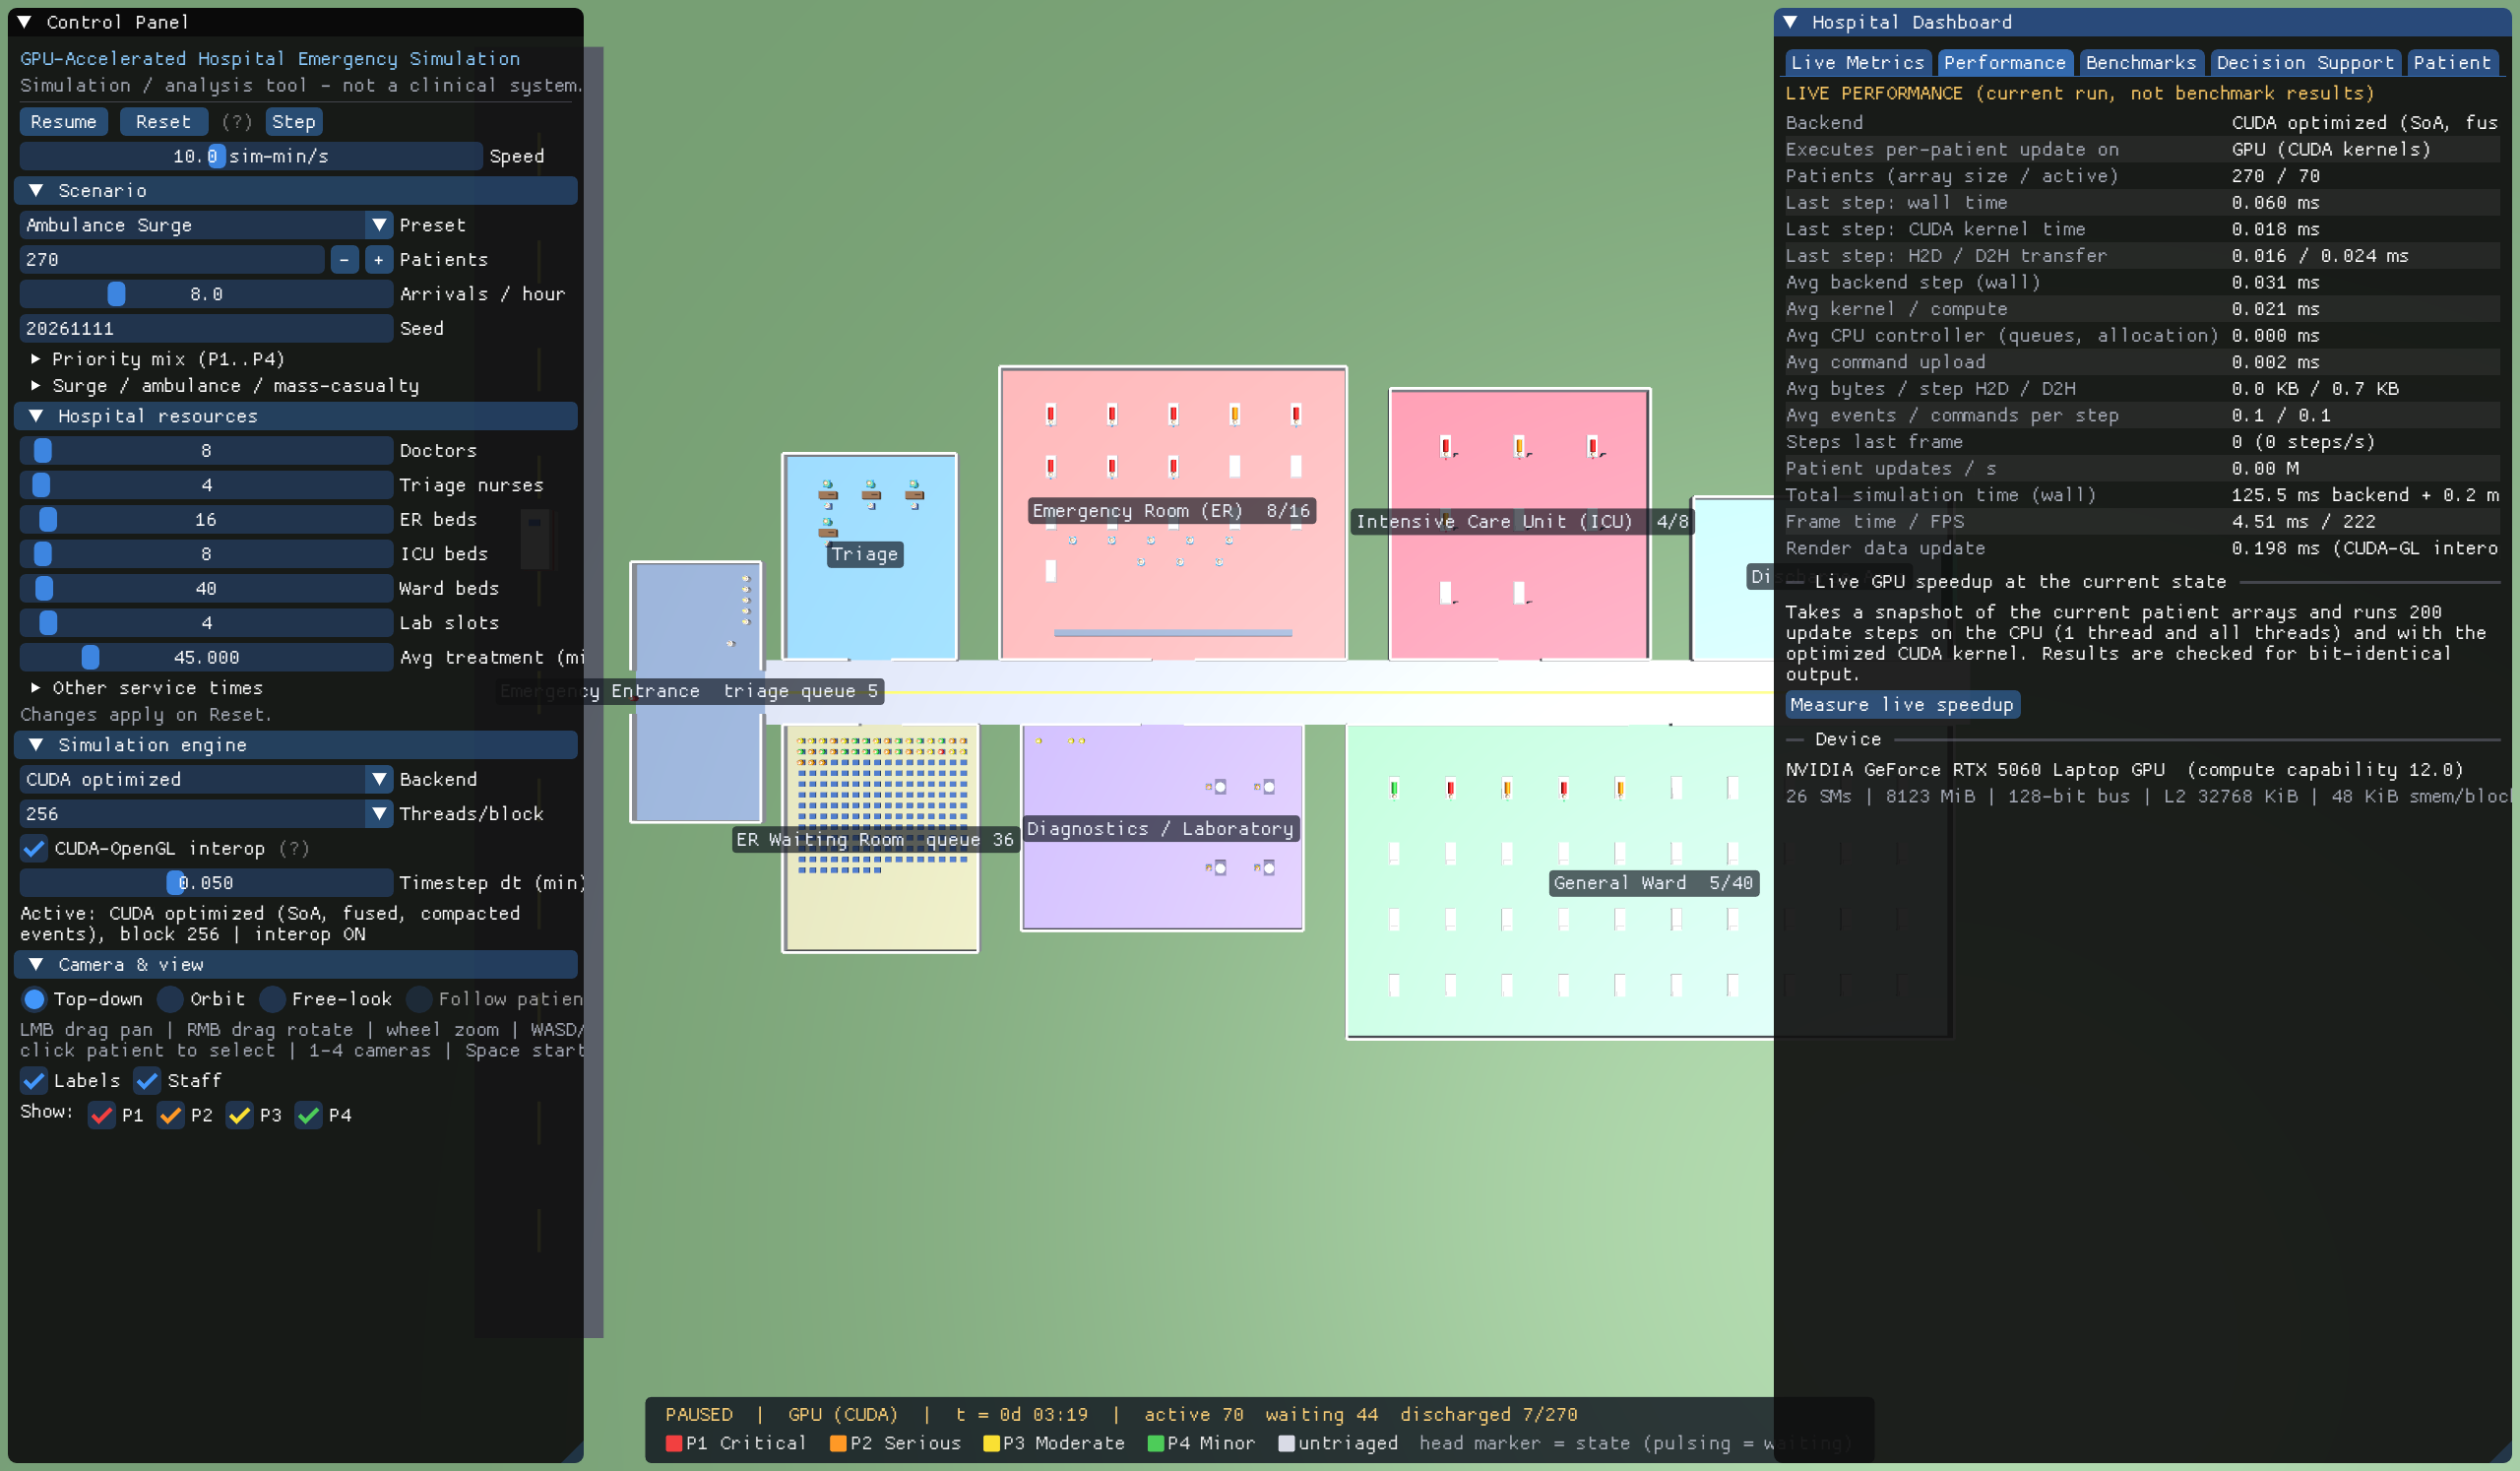 Control Panel
GPU-Accelerated Hospital Emergency Simulation
Simulation / analysis tool - not a clinical system.
Resume Reset (?) Step
10.0 sim-min/s Speed
Scenario
Ambulance Surge Preset
270 - + Patients
8.0 Arrivals / hour
20261111 Seed
Priority mix (P1..P4)
Surge / ambulance / mass-casualty
Hospital resources
8 Doctors
4 Triage nurses
16 ER beds
8 ICU beds
40 Ward beds
4 Lab slots
45.000 Avg treatment (mi
Other service times
Changes apply on Reset.
Simulation engine
CUDA optimized Backend
256 Threads/block
CUDA-OpenGL interop (?)
0.050 Timestep dt (min)
Active: CUDA optimized (SoA, fused, compacted
events), block 256 | interop ON
Camera & view
Top-down Orbit Free-look Follow patien
LMB drag pan | RMB drag rotate | wheel zoom | WASD/
click patient to select | 1-4 cameras | Space start
Labels Staff
Show: P1 P2 P3 P4
Triage
Emergency Room (ER) 8/16
Intensive Care Unit (ICU) 4/8
Emergency Entrance triage queue 5
ER Waiting Room queue 36
Diagnostics / Laboratory
General Ward 5/40
PAUSED | GPU (CUDA) | t = 0d 03:19 | active 70 waiting 44 discharged 7/270
P1 Critical P2 Serious P3 Moderate P4 Minor untriaged head marker = state (pulsing = waiting)
Hospital Dashboard
Live Metrics Performance Benchmarks Decision Support Patient
LIVE PERFORMANCE (current run, not benchmark results)
Backend CUDA optimized (SoA, fus
Executes per-patient update on GPU (CUDA kernels)
Patients (array size / active) 270 / 70
Last step: wall time 0.060 ms
Last step: CUDA kernel time 0.018 ms
Last step: H2D / D2H transfer 0.016 / 0.024 ms
Avg backend step (wall) 0.031 ms
Avg kernel / compute 0.021 ms
Avg CPU controller (queues, allocation) 0.000 ms
Avg command upload 0.002 ms
Avg bytes / step H2D / D2H 0.0 KB / 0.7 KB
Avg events / commands per step 0.1 / 0.1
Steps last frame 0 (0 steps/s)
Patient updates / s 0.00 M
Total simulation time (wall) 125.5 ms backend + 0.2 m
Frame time / FPS 4.51 ms / 222
Render data update 0.198 ms (CUDA-GL intero
Live GPU speedup at the current state
Takes a snapshot of the current patient arrays and runs 200
update steps on the CPU (1 thread and all threads) and with the
optimized CUDA kernel. Results are checked for bit-identical
output.
Measure live speedup
Device
NVIDIA GeForce RTX 5060 Laptop GPU (compute capability 12.0)
26 SMs | 8123 MiB | 128-bit bus | L2 32768 KiB | 48 KiB smem/bloc